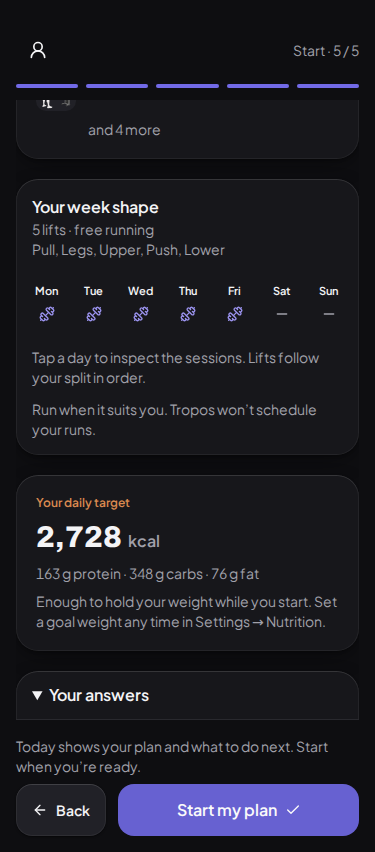 Start · 5 / 5
and 4 more
Your week shape
5 lifts · free running
Pull, Legs, Upper, Push, Lower
Mon Tue Wed Thu Fri Sat Sun
Tap a day to inspect the sessions. Lifts follow
your split in order.
Run when it suits you. Tropos won’t schedule
your runs.
Your daily target
2,728 kcal
163 g protein · 348 g carbs · 76 g fat
Enough to hold your weight while you start. Set
a goal weight any time in Settings → Nutrition.
▼ Your answers
Today shows your plan and what to do next. Start
when you’re ready.
← Back
Start my plan ✓